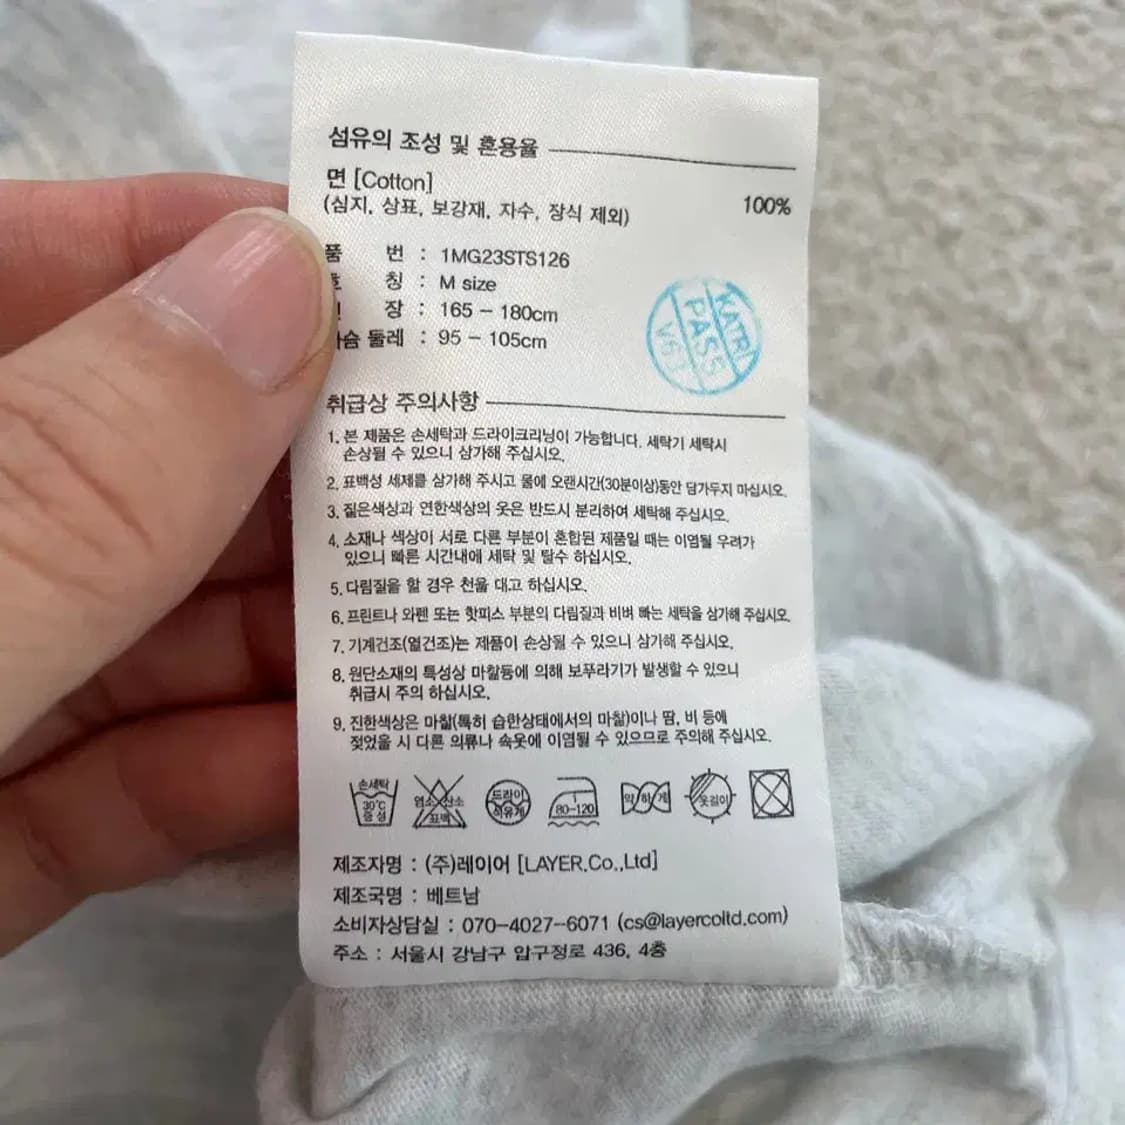 섬유의 조성 및 혼용율
면 [Cotton] 100%
(심지, 상표, 보강재, 자수, 장식 제외)
품 번 : 1MG23STS126
칭 : M size
장 : 165 - 180cm
슴 둘레 : 95 - 105cm
KATRI
PASS
취급상 주의사항
1. 본 제품은 손세탁과 드라이크리닝이 가능합니다. 세탁기 세탁시
손상될 수 있으니 삼가해 주십시오.
2. 표백성 세제를 삼가해 주시고 물에 오랜시간(30분이상)동안 담가두지 마십시오.
3. 짙은색상과 연한색상의 옷은 반드시 분리하여 세탁해 주십시오.
4. 소재나 색상이 서로 다른 부분이 혼합된 제품일 때는 이염될 우려가
있으니 빠른 시간내에 세탁 및 탈수 하십시오.
5. 다림질을 할 경우 천을 대고 하십시오.
6. 프린트나 와펜 또는 핫피스 부분의 다림질과 비벼 빠는 세탁을 삼가해 주십시오.
7. 기계건조(열건조)는 제품이 손상될 수 있으니 삼가해 주십시오.
8. 원단소재의 특성상 마찰등에 의해 보푸라기가 발생할 수 있으니
취급시 주의 하십시오.
9. 진한색상은 마찰(특히 습한상태에서의 마찰)이나 땀, 비 등에
젖었을 시 다른 의류나 속옷에 이염될 수 있으므로 주의해 주십시오.
손세탁 30℃ 중성 염소 산소 표백 드라이 석유계 80-120 약하게 옷걸이
제조자명 : (주)레이어 [LAYER.Co.,Ltd]
제조국명 : 베트남
소비자상담실 : 070-4027-6071 (cs@layercoltd.com)
주소 : 서울시 강남구 압구정로 436, 4층